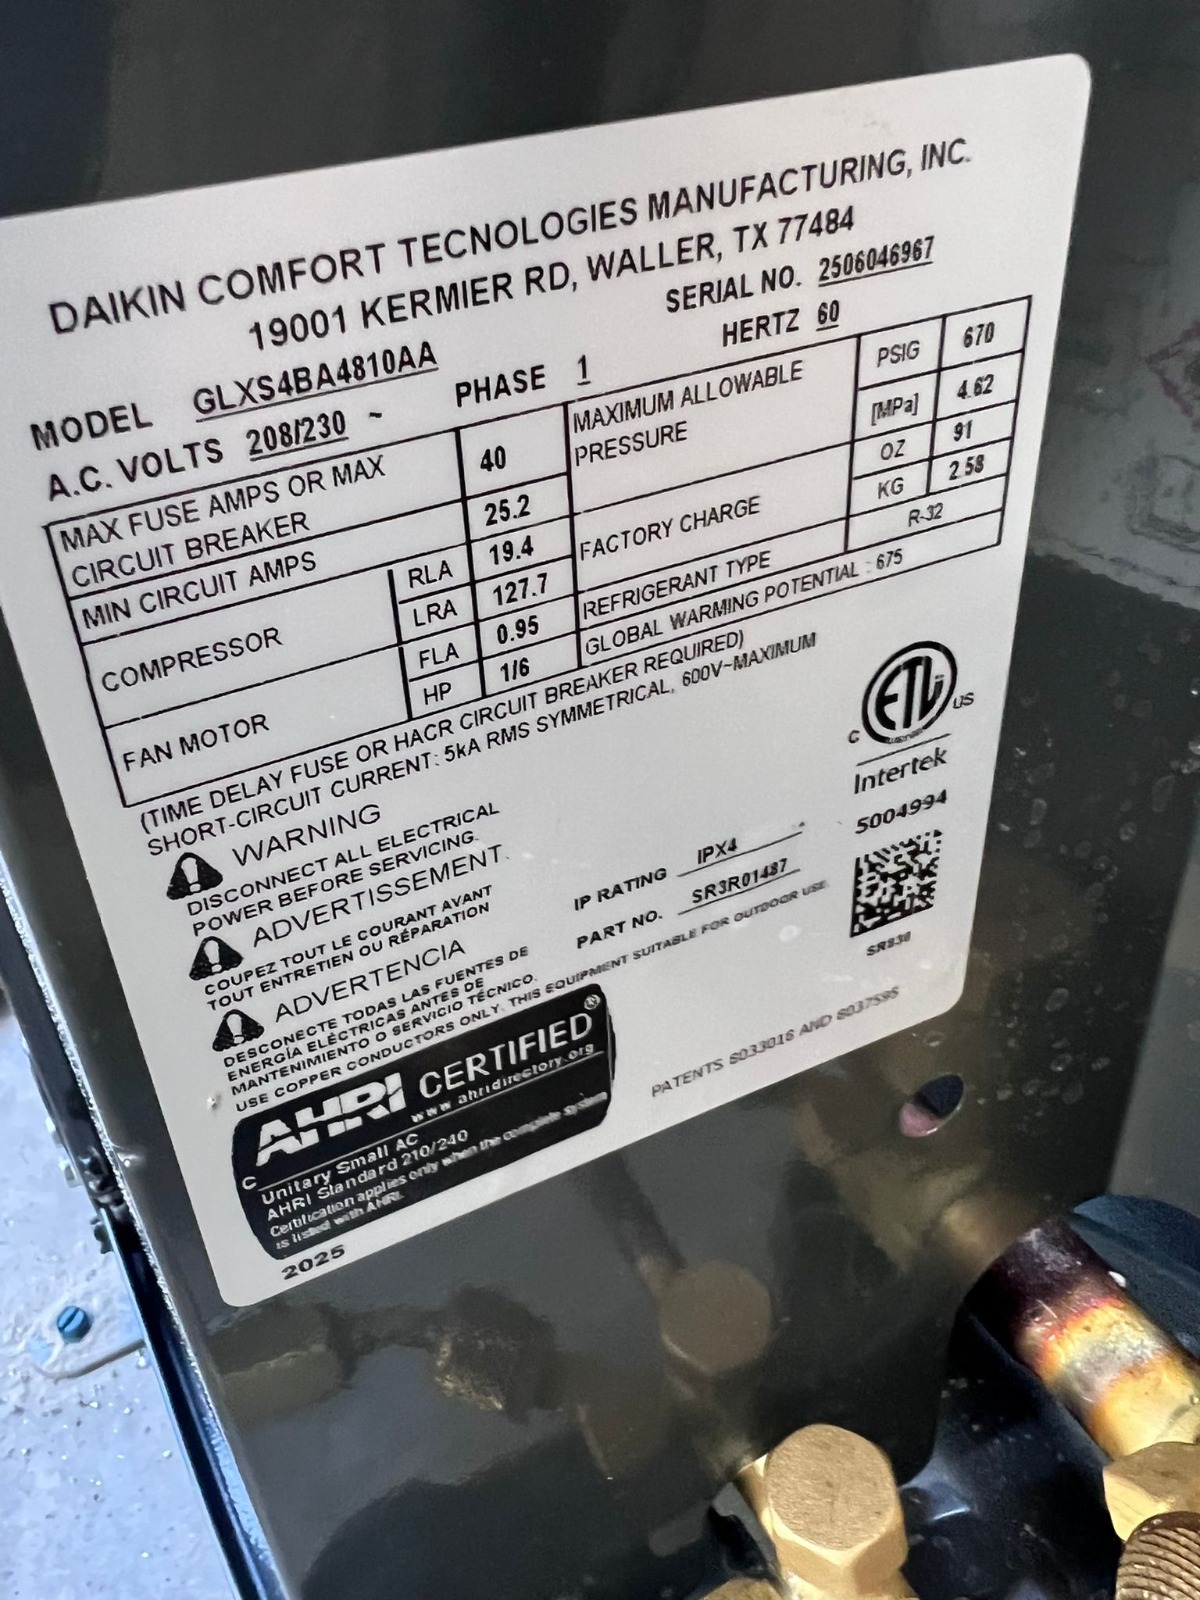 DAIKIN COMFORT TECNOLOGIES MANUFACTURING, INC.
19001 KERMIER RD, WALLER, TX 77484
SERIAL NO. 2506046967
MODEL GLXS4BA4810AA
HERTZ 60
A.C. VOLTS 208/230 ~ PHASE 1
MAX FUSE AMPS OR MAX CIRCUIT BREAKER 40
MIN CIRCUIT AMPS 25.2
COMPRESSOR RLA 19.4
LRA 127.7
FAN MOTOR FLA 0.95
HP 1/6
MAXIMUM ALLOWABLE PRESSURE PSIG 670
[MPa] 4.62
FACTORY CHARGE OZ 91
KG 2.58
REFRIGERANT TYPE R-32
GLOBAL WARMING POTENTIAL : 675
(TIME DELAY FUSE OR HACR CIRCUIT BREAKER REQUIRED)
SHORT-CIRCUIT CURRENT: 5kA RMS SYMMETRICAL, 600V~MAXIMUM
WARNING
DISCONNECT ALL ELECTRICAL
POWER BEFORE SERVICING.
ADVERTISSEMENT
COUPEZ TOUT LE COURANT AVANT
TOUT ENTRETIEN OU RÉPARATION
ADVERTENCIA
DESCONECTE TODAS LAS FUENTES DE
ENERGÍA ELÉCTRICAS ANTES DE
MANTENIMIENTO O SERVICIO TÉCNICO.
USE COPPER CONDUCTORS ONLY, THIS EQUIPMENT SUITABLE FOR OUTDOOR USE
IP RATING IPX4
PART NO. SR3R01487
C ETL US
Intertek
5004994
SR830
AHRI CERTIFIED®
www.ahridirectory.org
C
Unitary Small AC
AHRI Standard 210/240
Certification applies only when the complete system
is listed with AHRI.
2025
PATENTS 8033016 AND 8037595